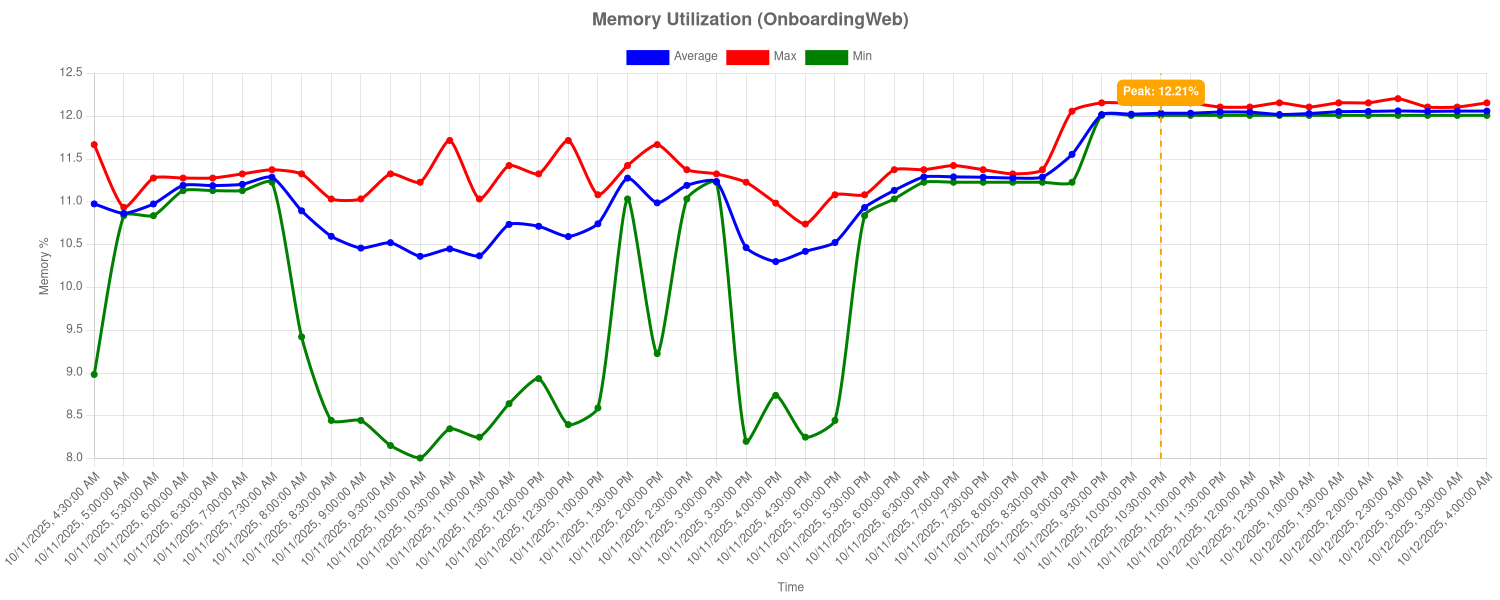 Memory Utilization (OnboardingWeb)
Average Max Min
Peak: 12.21%
Memory %
12.5
12.0
11.5
11.0
10.5
10.0
9.5
9.0
8.5
8.0
10/11/2025, 4:30:00 AM
10/11/2025, 5:00:00 AM
10/11/2025, 5:30:00 AM
10/11/2025, 6:00:00 AM
10/11/2025, 6:30:00 AM
10/11/2025, 7:00:00 AM
10/11/2025, 7:30:00 AM
10/11/2025, 8:00:00 AM
10/11/2025, 8:30:00 AM
10/11/2025, 9:00:00 AM
10/11/2025, 9:30:00 AM
10/11/2025, 10:00:00 AM
10/11/2025, 10:30:00 AM
10/11/2025, 11:00:00 AM
10/11/2025, 11:30:00 AM
10/11/2025, 12:00:00 PM
10/11/2025, 12:30:00 PM
10/11/2025, 1:00:00 PM
10/11/2025, 1:30:00 PM
10/11/2025, 2:00:00 PM
10/11/2025, 2:30:00 PM
10/11/2025, 3:00:00 PM
10/11/2025, 3:30:00 PM
10/11/2025, 4:00:00 PM
10/11/2025, 4:30:00 PM
10/11/2025, 5:00:00 PM
10/11/2025, 5:30:00 PM
10/11/2025, 6:00:00 PM
10/11/2025, 6:30:00 PM
10/11/2025, 7:00:00 PM
10/11/2025, 7:30:00 PM
10/11/2025, 8:00:00 PM
10/11/2025, 8:30:00 PM
10/11/2025, 9:00:00 PM
10/11/2025, 9:30:00 PM
10/11/2025, 10:00:00 PM
10/11/2025, 10:30:00 PM
10/11/2025, 11:00:00 PM
10/11/2025, 11:30:00 PM
10/12/2025, 12:00:00 AM
10/12/2025, 12:30:00 AM
10/12/2025, 1:00:00 AM
10/12/2025, 1:30:00 AM
10/12/2025, 2:00:00 AM
10/12/2025, 2:30:00 AM
10/12/2025, 3:00:00 AM
10/12/2025, 3:30:00 AM
10/12/2025, 4:00:00 AM
Time